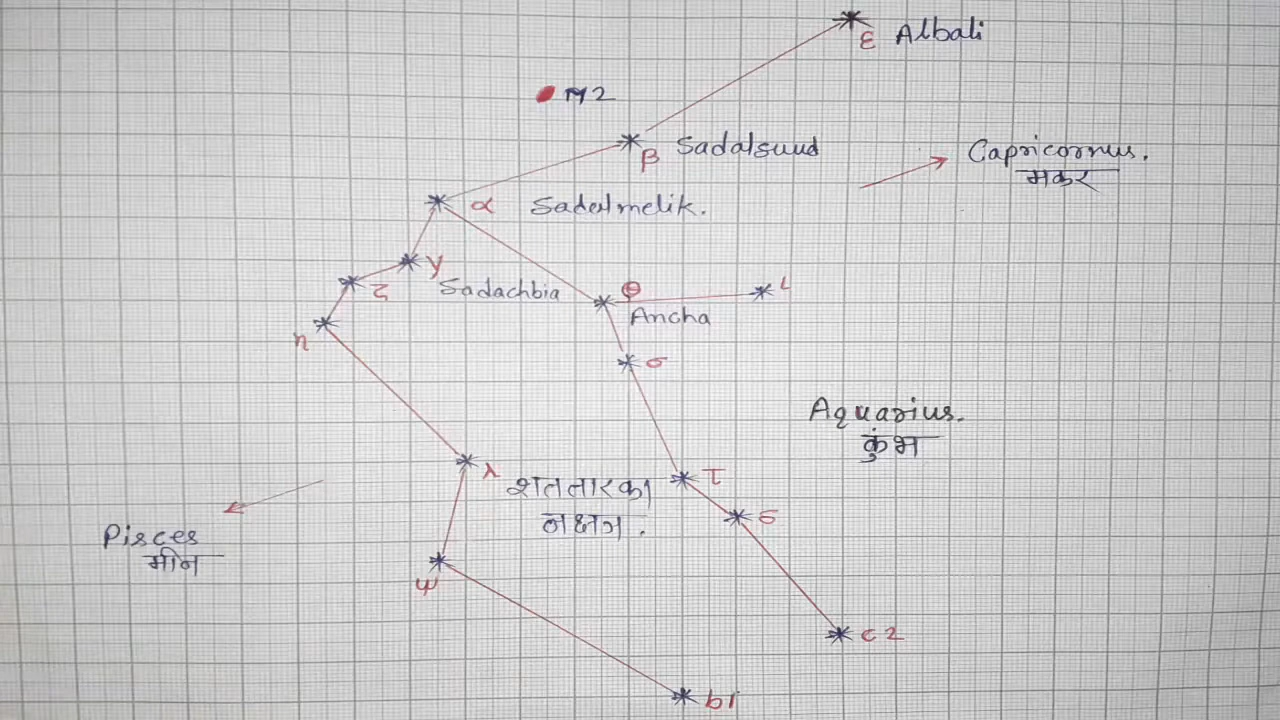 ε Albali
M2
β Sadalsuud
Capricornus.
मकर
α Sadalmelik.
γ
Sadachbia
ζ
η
θ
Ancha
ι
σ
Aquarius.
कुंभ
λ
शततारका
नक्षत्र.
τ
δ
Pisces
मीन
ψ
c2
b1